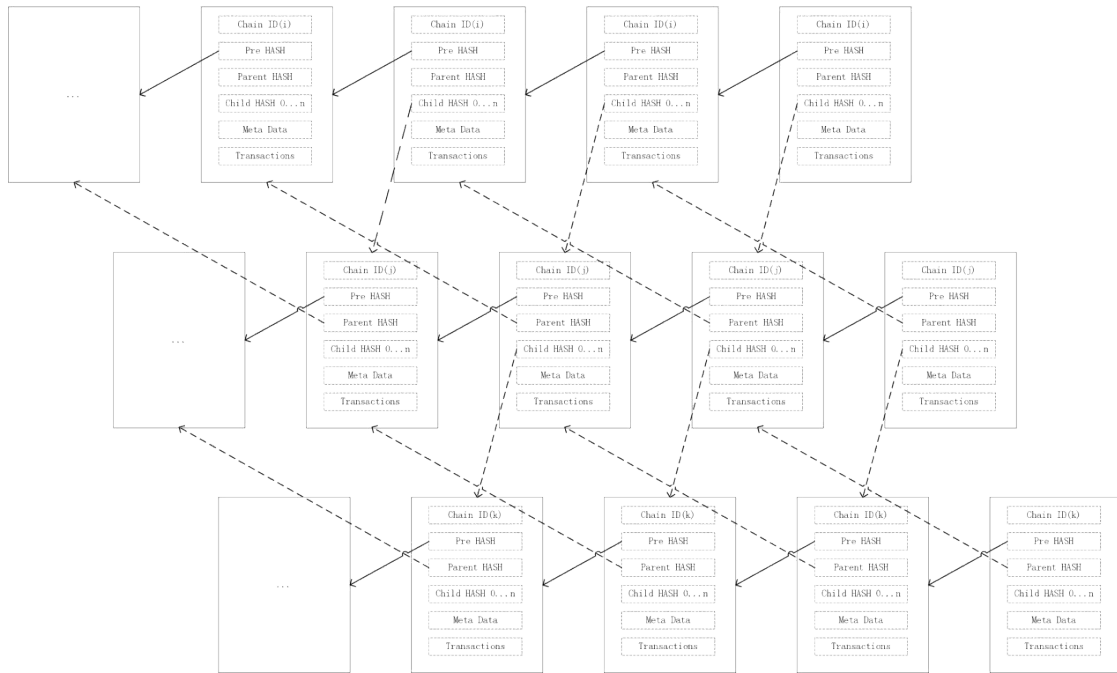 ...
Chain ID(i)
Pre HASH
Parent HASH
Child HASH 0...n
Meta Data
Transactions
Chain ID(i)
Pre HASH
Parent HASH
Child HASH 0...n
Meta Data
Transactions
Chain ID(i)
Pre HASH
Parent HASH
Child HASH 0...n
Meta Data
Transactions
Chain ID(i)
Pre HASH
Parent HASH
Child HASH 0...n
Meta Data
Transactions
...
Chain ID(j)
Pre HASH
Parent HASH
Child HASH 0...n
Meta Data
Transactions
Chain ID(j)
Pre HASH
Parent HASH
Child HASH 0...n
Meta Data
Transactions
Chain ID(j)
Pre HASH
Parent HASH
Child HASH 0...n
Meta Data
Transactions
Chain ID(j)
Pre HASH
Parent HASH
Child HASH 0...n
Meta Data
Transactions
...
Chain ID(k)
Pre HASH
Parent HASH
Child HASH 0...n
Meta Data
Transactions
Chain ID(k)
Pre HASH
Parent HASH
Child HASH 0...n
Meta Data
Transactions
Chain ID(k)
Pre HASH
Parent HASH
Child HASH 0...n
Meta Data
Transactions
Chain ID(k)
Pre HASH
Parent HASH
Child HASH 0...n
Meta Data
Transactions